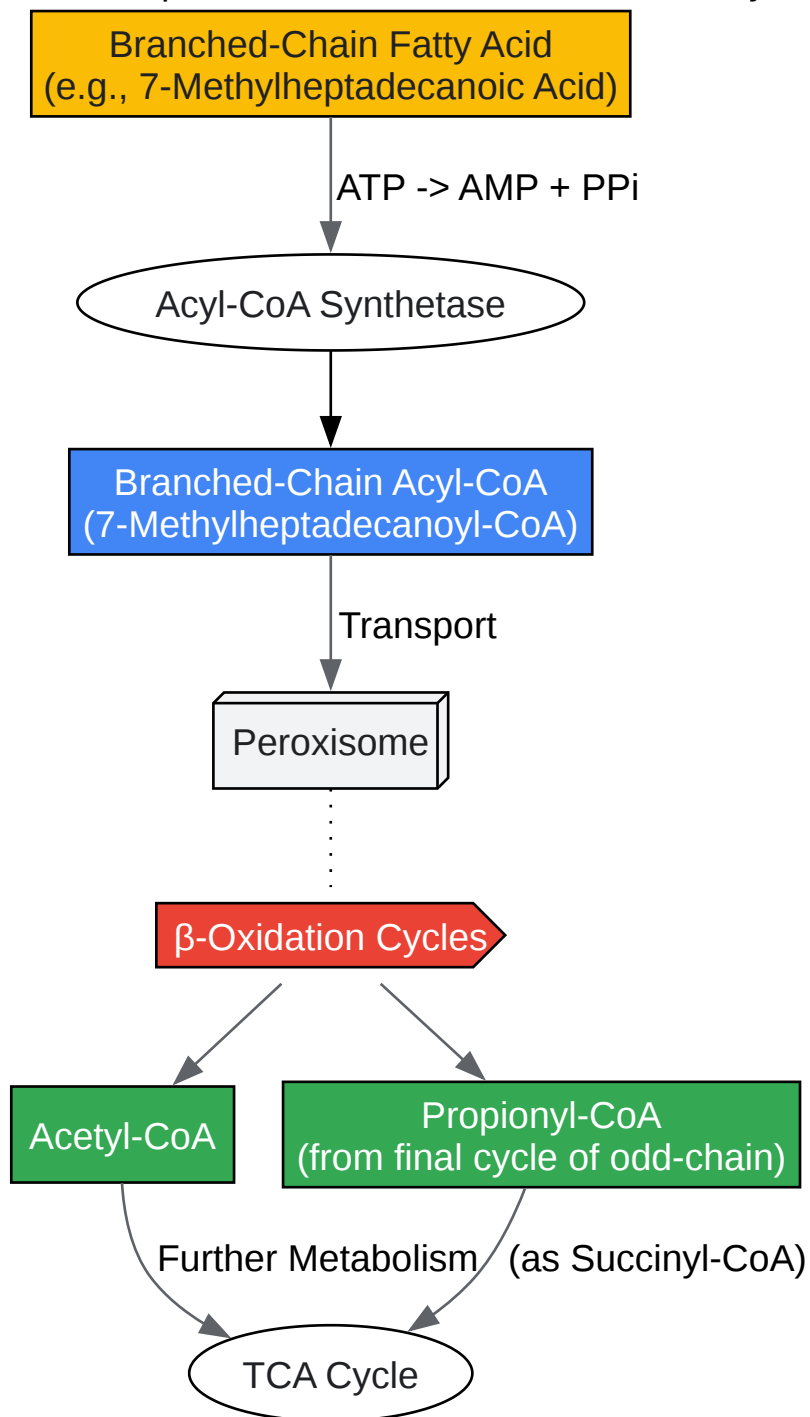 Branched-Chain Fatty Acid
(e.g., 7-Methylheptadecanoic Acid)
ATP -> AMP + PPi
Acyl-CoA Synthetase
Branched-Chain Acyl-CoA
(7-Methylheptadecanoyl-CoA)
Transport
Peroxisome
β-Oxidation Cycles
Acetyl-CoA
Propionyl-CoA
(from final cycle of odd-chain)
Further Metabolism
(as Succinyl-CoA)
TCA Cycle